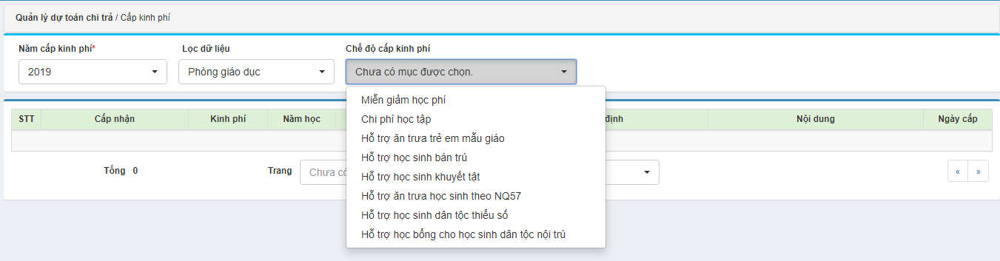 Quản lý dự toán chi trả / Cấp kinh phí
Năm cấp kinh phí* Lọc dữ liệu Chế độ cấp kinh phí
2019 Phòng giáo dục Chưa có mục được chọn.
Miễn giảm học phí
Chi phí học tập
Hỗ trợ ăn trưa trẻ em mẫu giáo
Hỗ trợ học sinh bán trú
Hỗ trợ học sinh khuyết tật
Hỗ trợ ăn trưa học sinh theo NQ57
Hỗ trợ học sinh dân tộc thiểu số
Hỗ trợ học bổng cho học sinh dân tộc nội trú
STT Cấp nhận Kinh phí Năm học định Nội dung Ngày cấp
Tổng 0 Trang Chưa có « »